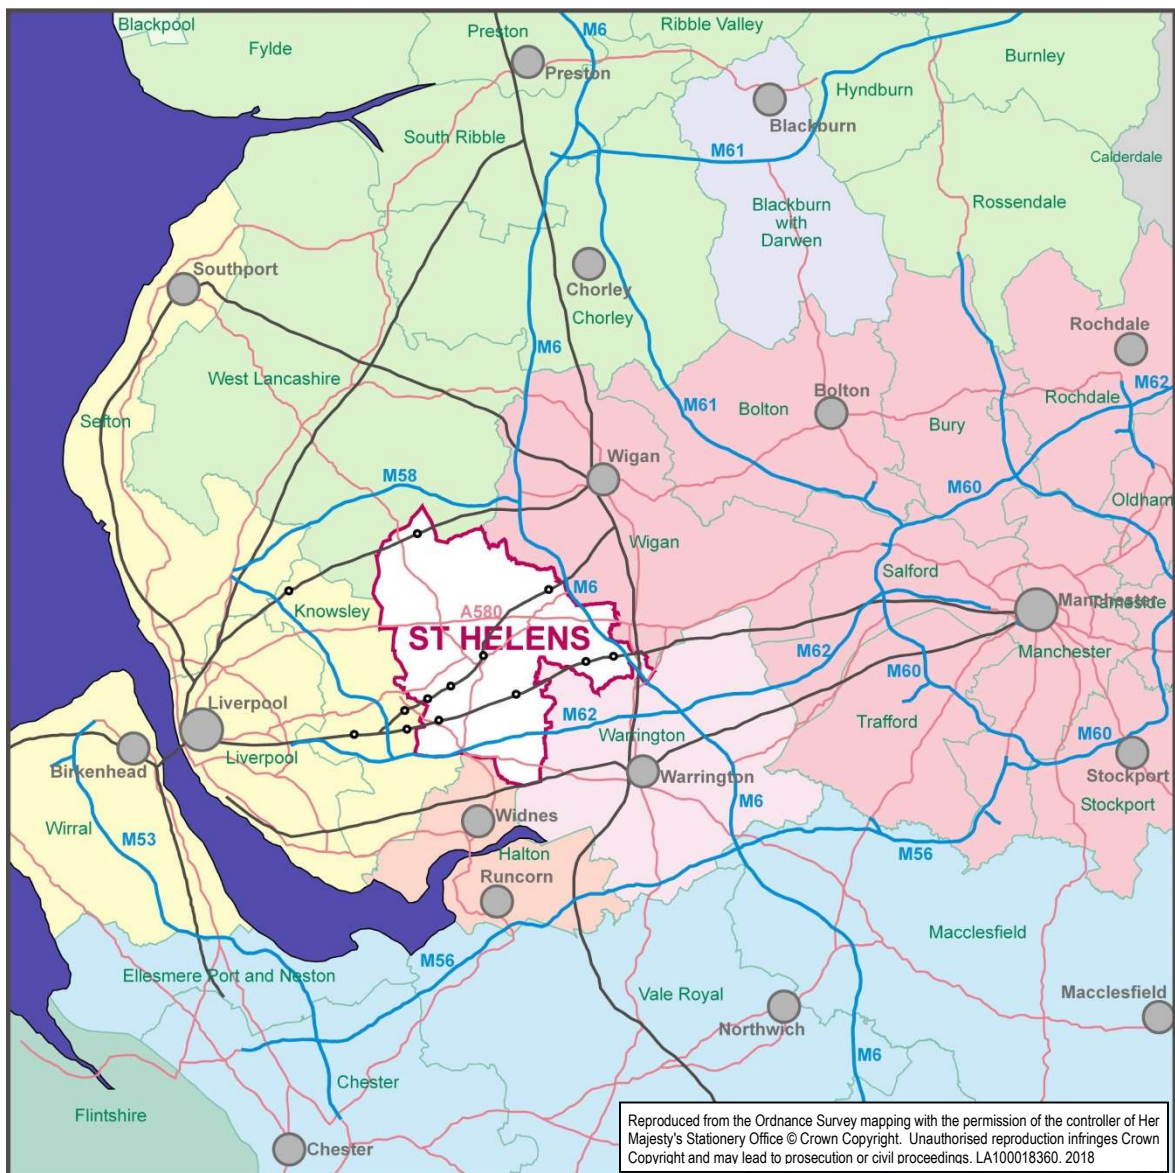 Blackpool
Fylde
Preston
M6
Ribble Valley
Burnley
Preston
Hyndburn
Blackburn
South Ribble
M61
Calderdale
Blackburn
with
Darwen
Rossendale
Southport
Chorley
Chorley
Rochdale
M6
West Lancashire
M62
Bolton
Rochdale
M61
Bolton
Sefton
Bury
Wigan
M58
M60
Oldham
Wigan
Salford
M6
Knowsley
A580
Manchester
Tameside
ST HELENS
M62
Manchester
M60
Liverpool
M62
Trafford
Warrington
M60
Liverpool
Birkenhead
Stockport
Warrington
M6
Stockport
Widnes
Wirral
M53
Halton
M56
Runcorn
Macclesfield
M56
Ellesmere Port and Neston
Vale Royal
Macclesfield
Northwich
M6
Chester
Flintshire
Chester
Reproduced from the Ordnance Survey mapping with the permission of the controller of Her
Majesty's Stationery Office © Crown Copyright. Unauthorised reproduction infringes Crown
Copyright and may lead to prosecution or civil proceedings. LA100018360. 2018